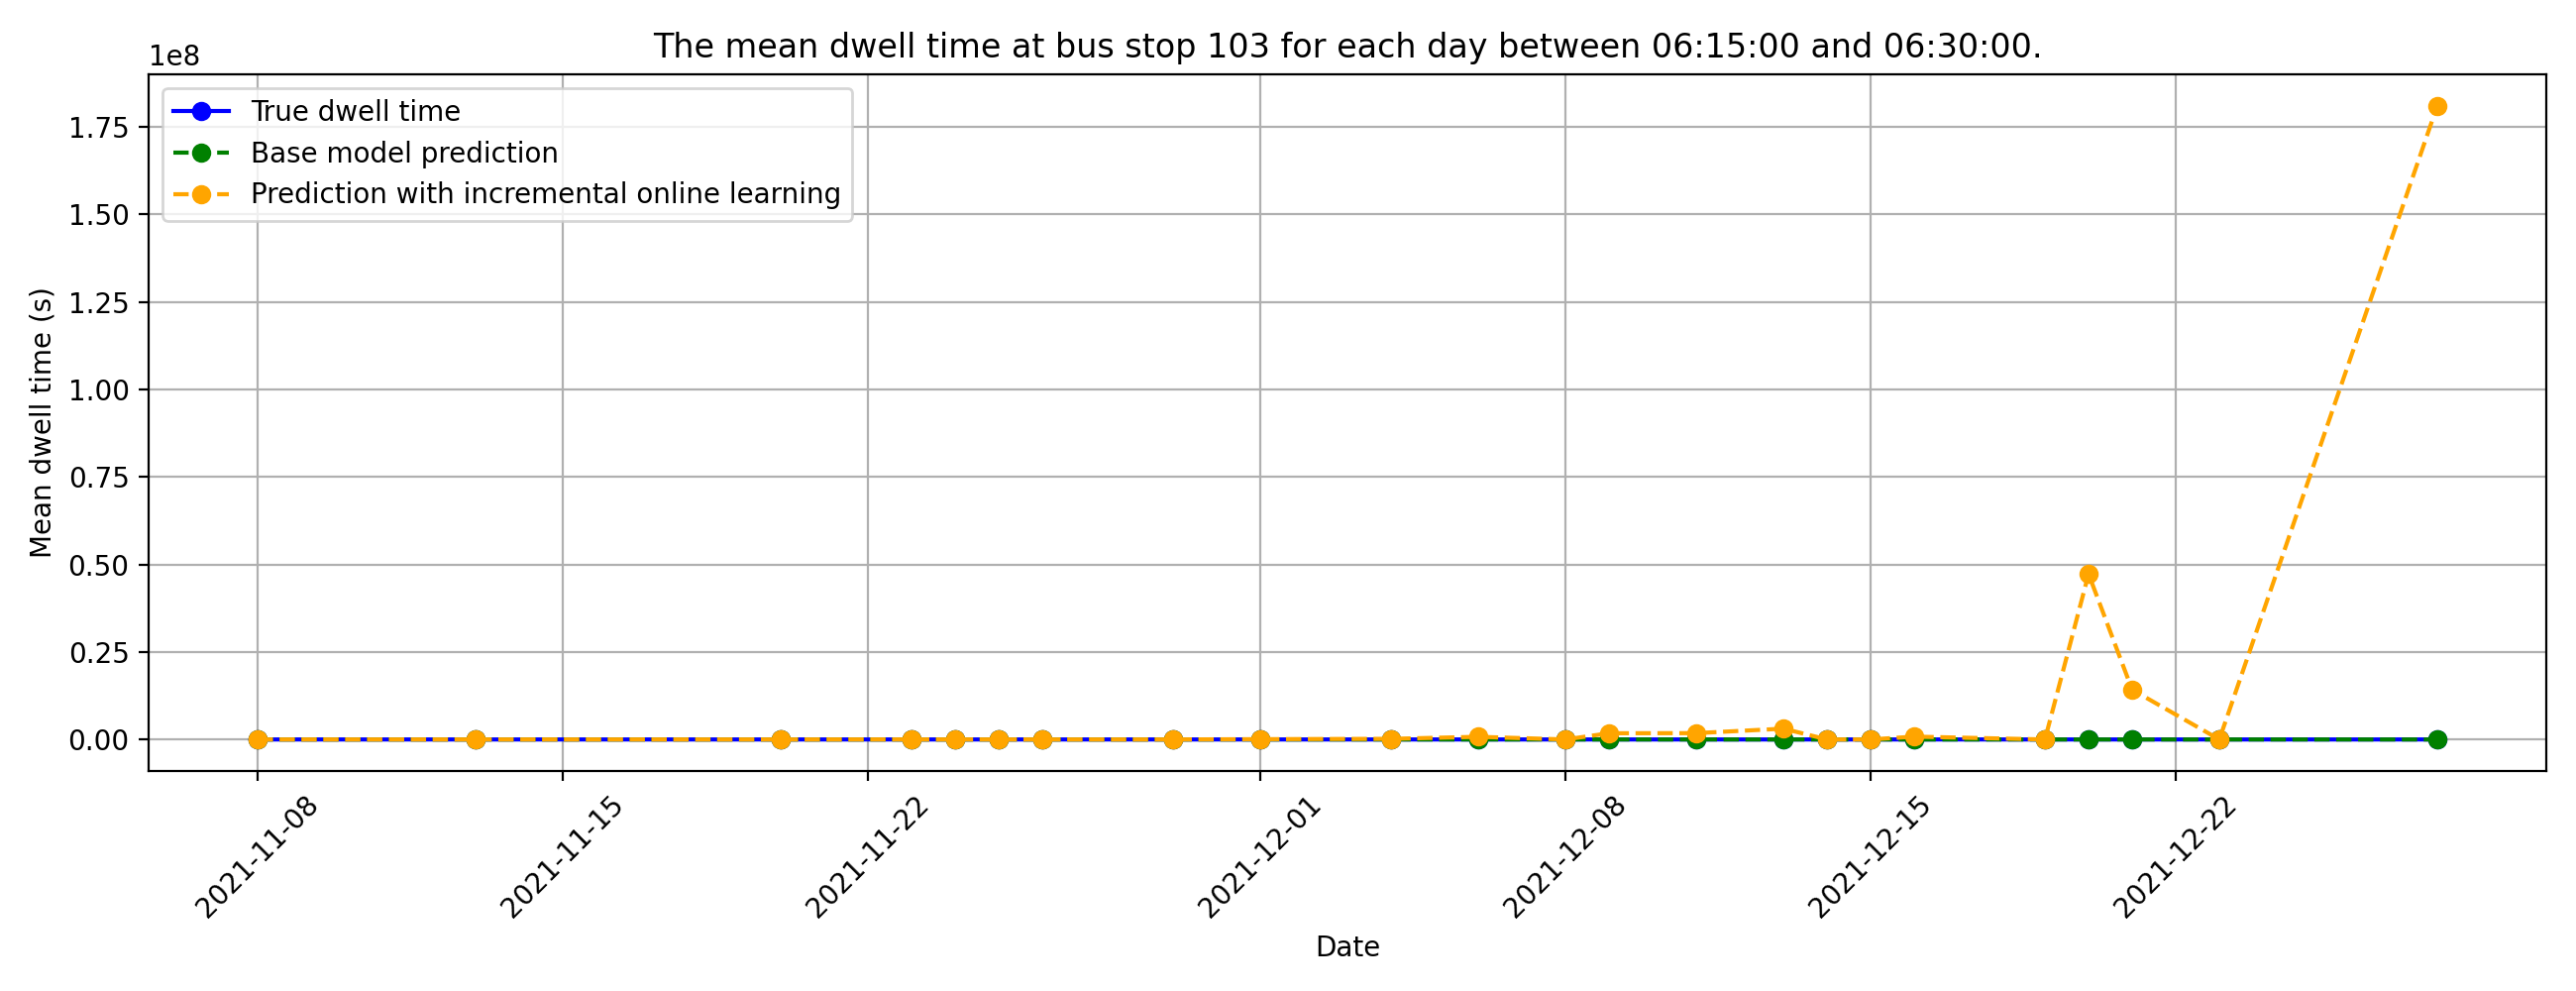 The mean dwell time at bus stop 103 for each day between 06:15:00 and 06:30:00.
1e8
True dwell time
Base model prediction
Prediction with incremental online learning
Mean dwell time (s)
1.75
1.50
1.25
1.00
0.75
0.50
0.25
0.00
2021-11-08
2021-11-15
2021-11-22
2021-12-01
2021-12-08
2021-12-15
2021-12-22
Date